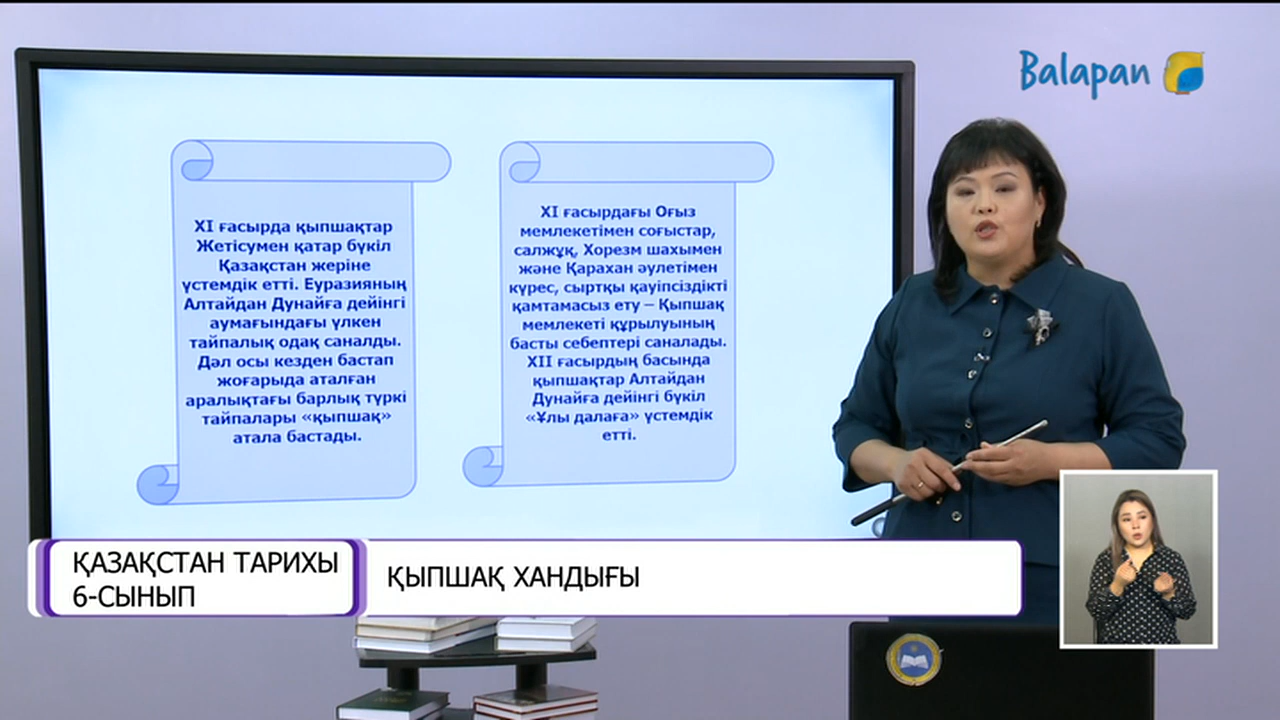 Balapan
XI ғасырда қыпшақтар
Жетісумен қатар бүкіл
Қазақстан жеріне
үстемдік етті. Еуразияның
Алтайдан Дунайға дейінгі
аумағындағы үлкен
тайпалық одақ саналды.
Дәл осы кезден бастап
жоғарыда аталған
аралықтағы барлық түркі
тайпалары «қыпшақ»
атала бастады.
XI ғасырдағы Оғыз
мемлекетімен соғыстар,
салжұқ, Хорезм шахымен
және Қарахан әулетімен
күрес, сыртқы қауіпсіздікті
қамтамасыз ету – Қыпшақ
мемлекеті құрылуының
басты себептері саналады.
XII ғасырдың басында
қыпшақтар Алтайдан
Дунайға дейінгі бүкіл
«Ұлы далаға» үстемдік
етті.
ҚАЗАҚСТАН ТАРИХЫ
6-СЫНЫП
ҚЫПШАҚ ХАНДЫҒЫ